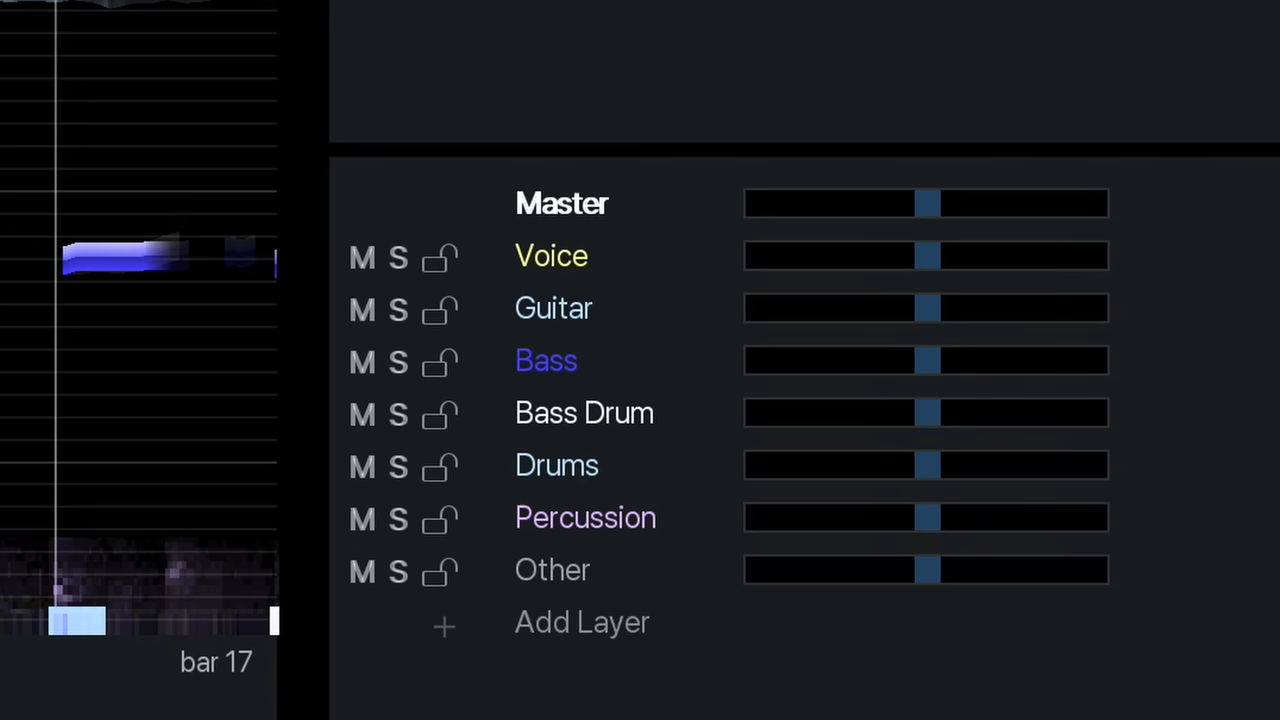 Master
M S Voice
M S Guitar
M S Bass
M S Bass Drum
M S Drums
M S Percussion
M S Other
+ Add Layer
bar 17